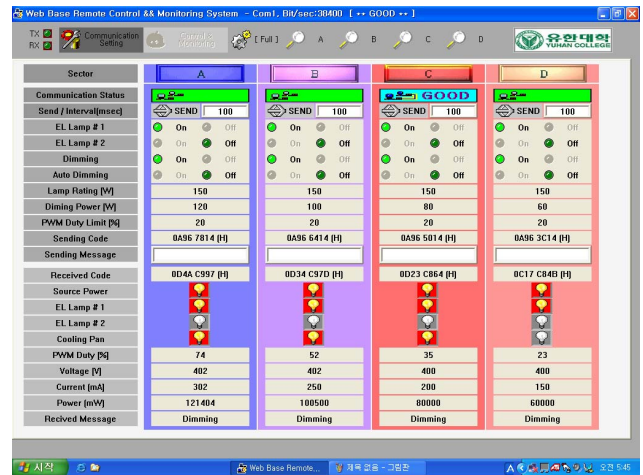 Web Base Remote Control && Monitoring System - Com1, Bit/sec:38400 [ ++ GOOD ++ ]
TX RX Communication Setting Control & Monitoring [ Full ] A B C D 유한대학 YUHAN COLLEGE
Sector A B C D
Communication Status GOOD
Send / Interval(msec) SEND 100 SEND 100 SEND 100 SEND 100
EL Lamp # 1 On Off On Off On Off On Off
EL Lamp # 2 On Off On Off On Off On Off
Dimming On Off On Off On Off On Off
Auto Dimming On Off On Off On Off On Off
Lamp Rating [W] 150 150 150 150
Diming Power [W] 120 100 80 60
PWM Duty Limit [%] 20 20 20 20
Sending Code 0A96 7814 (H) 0A96 6414 (H) 0A96 5014 (H) 0A96 3C14 (H)
Sending Message
Received Code 0D4A C997 (H) 0D34 C97D (H) 0D23 C864 (H) 0C17 C84B (H)
Source Power
EL Lamp # 1
EL Lamp # 2
Cooling Pan
PWM Duty [%] 74 52 35 23
Voltage [V] 402 402 400 400
Current [mA] 302 250 200 150
Power [mW] 121404 100500 80000 60000
Recived Message Dimming Dimming Dimming Dimming
시작 Web Base Remote... 제목 없음 - 그림판 A 오전 5:45